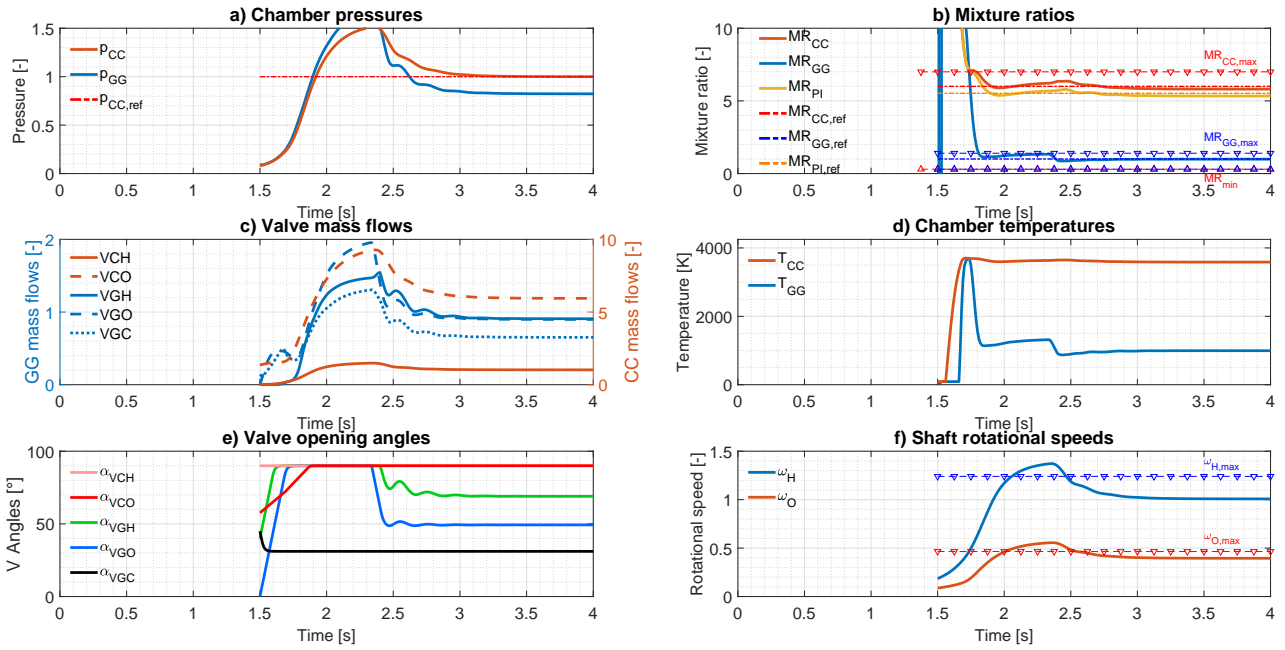 a) Chamber pressures
Pressure [-]
1.5
1
0.5
0
p_CC
p_GG
p_CC,ref
0 0.5 1 1.5 2 2.5 3 3.5 4
Time [s]
b) Mixture ratios
Mixture ratio [-]
10
5
0
MR_CC
MR_GG
MR_PI
MR_CC,ref
MR_GG,ref
MR_PI,ref
MR_CC,max
MR_GG,max
MR_min
0 0.5 1 1.5 2 2.5 3 3.5 4
Time [s]
c) Valve mass flows
GG mass flows [-]
2
1
0
VCH
VCO
VGH
VGO
VGC
10
5
0
CC mass flows [-]
0 0.5 1 1.5 2 2.5 3 3.5 4
Time [s]
d) Chamber temperatures
Temperature [K]
4000
2000
0
T_CC
T_GG
0 0.5 1 1.5 2 2.5 3 3.5 4
Time [s]
e) Valve opening angles
V Angles [°]
100
50
0
α_VCH
α_VCO
α_VGH
α_VGO
α_VGC
0 0.5 1 1.5 2 2.5 3 3.5 4
Time [s]
f) Shaft rotational speeds
Rotational speed [-]
1.5
1
0.5
0
ω_H
ω_O
ω_H,max
ω_O,max
0 0.5 1 1.5 2 2.5 3 3.5 4
Time [s]